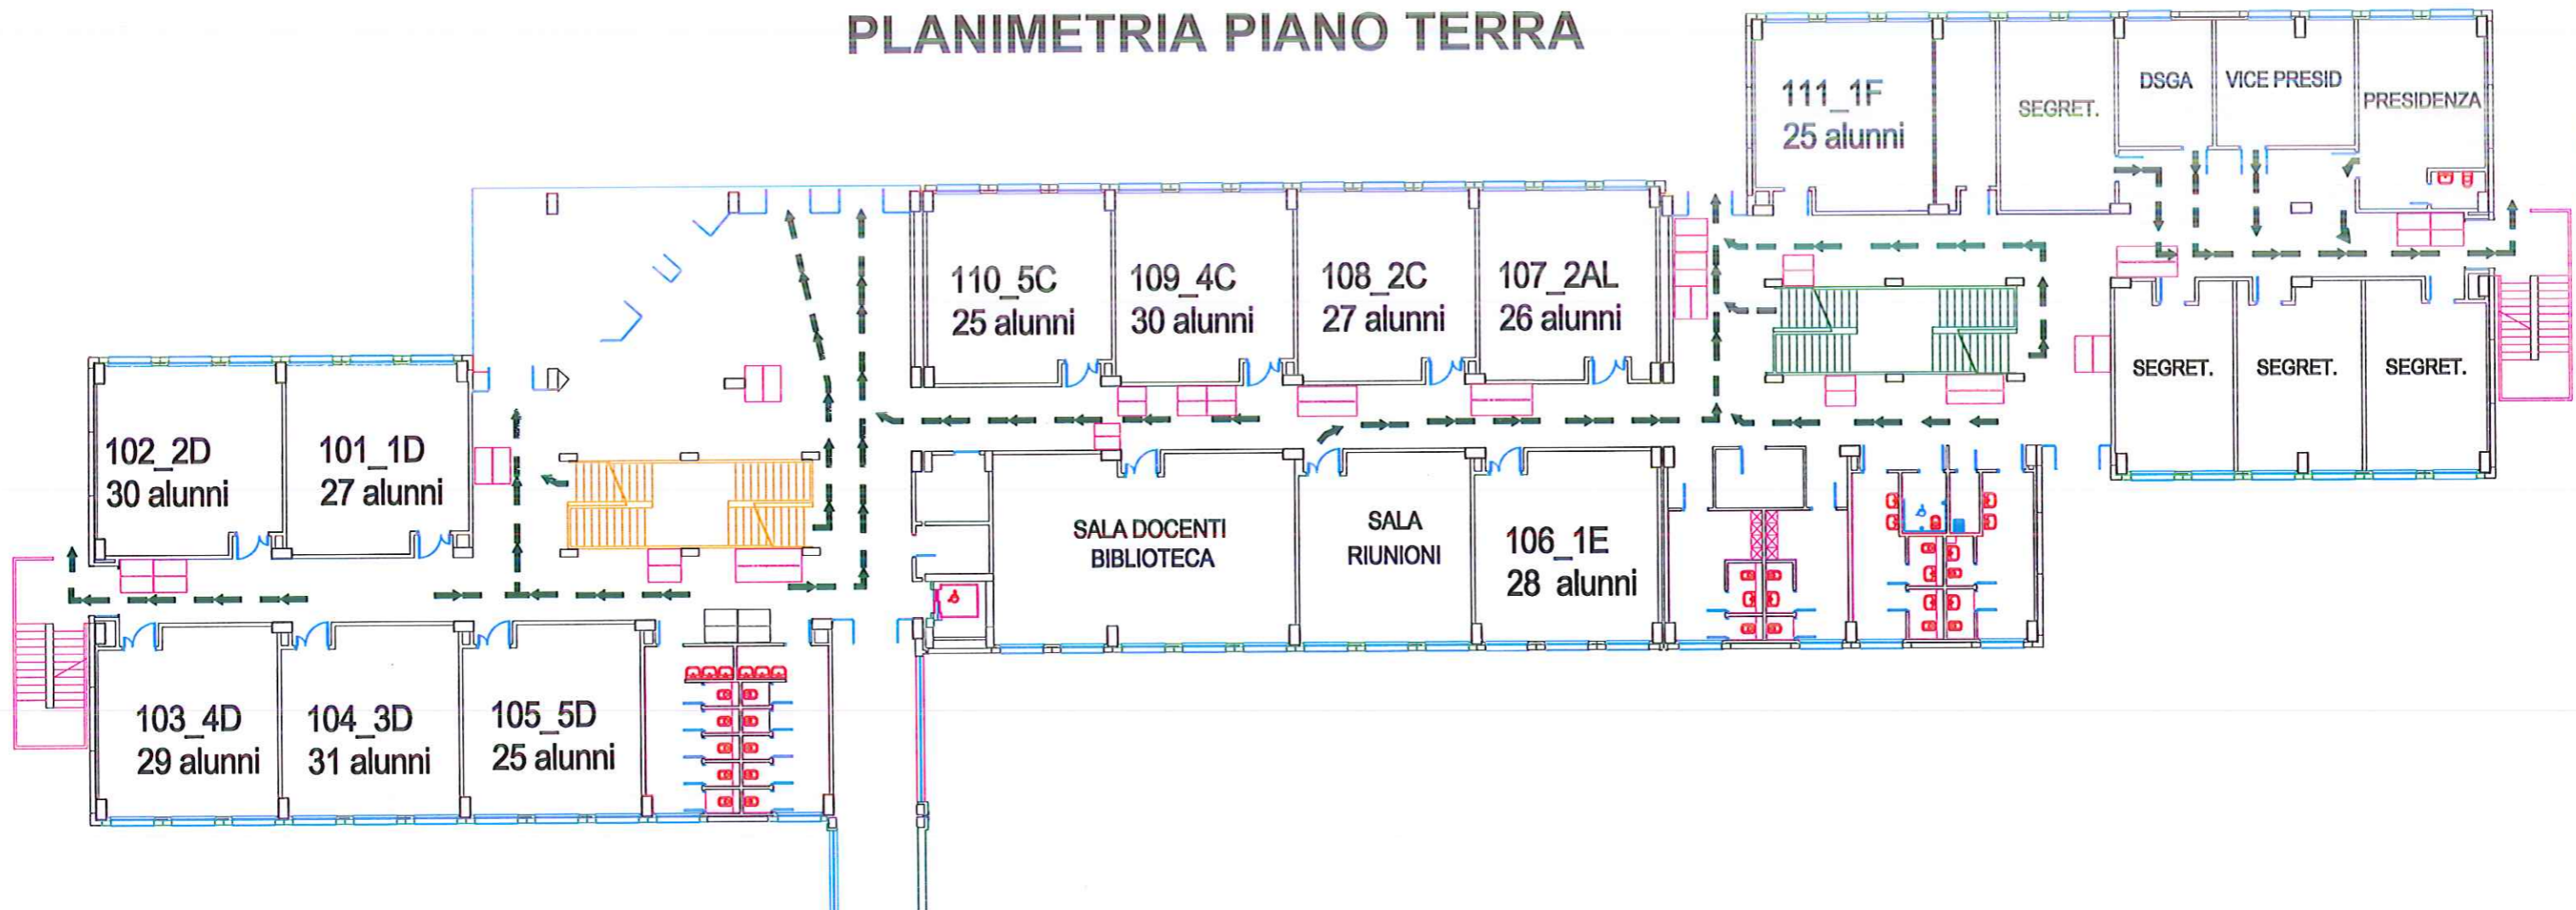 PLANIMETRIA PIANO TERRA
111_1F
25 alunni
SEGRET.
DSGA
VICE PRESID
PRESIDENZA
110_5C
25 alunni
109_4C
30 alunni
108_2C
27 alunni
107_2AL
26 alunni
SEGRET.
SEGRET.
SEGRET.
102_2D
30 alunni
101_1D
27 alunni
SALA DOCENTI
BIBLIOTECA
SALA
RIUNIONI
106_1E
28 alunni
103_4D
29 alunni
104_3D
31 alunni
105_5D
25 alunni